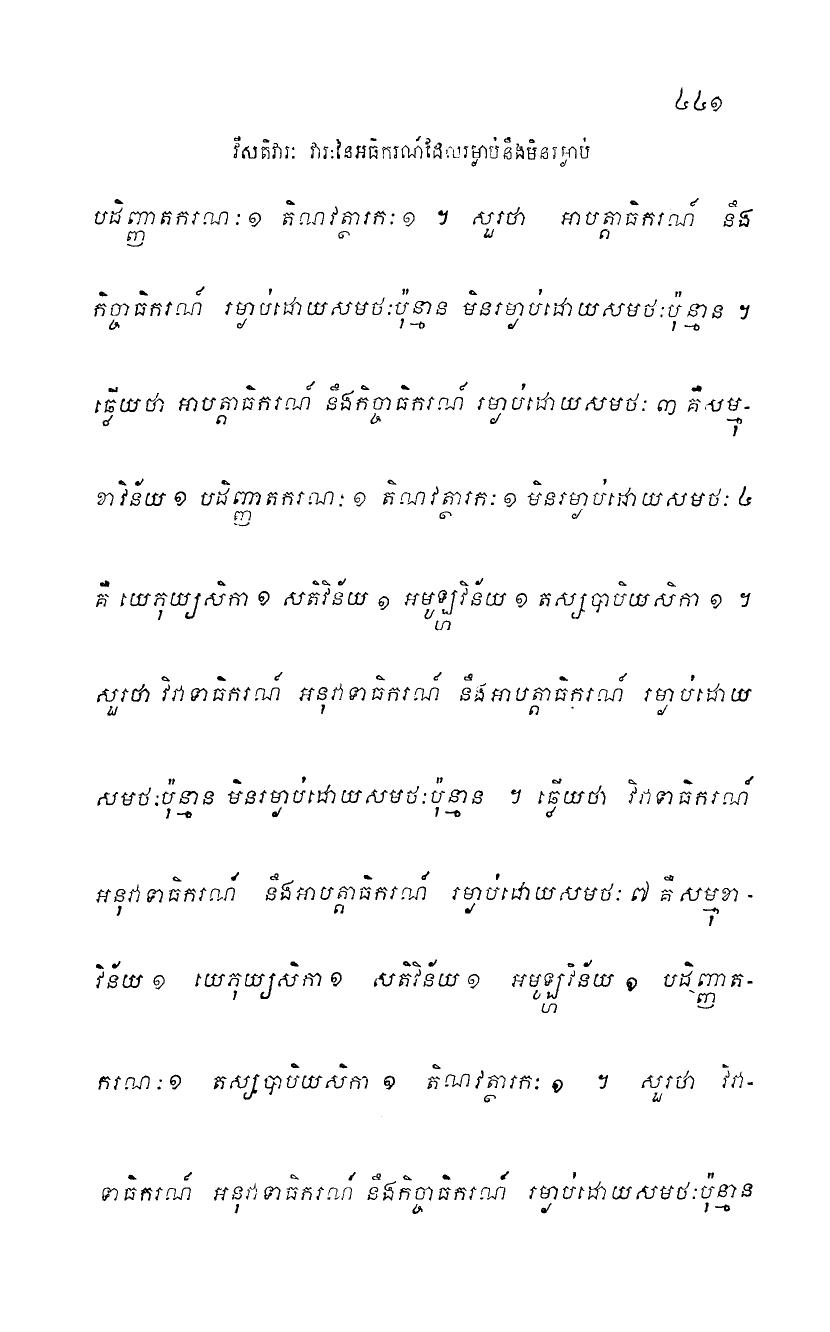 ៤៤១
វីសតិវារៈ វារៈនៃអធិករណ៍ដែលរម្ងាប់នឹងមិនរម្ងាប់
បដិញ្ញាតករណៈ ១ តិណវត្ថារកៈ ១ ។ សួរថា អាបត្តាធិករណ៍ នឹង
កិច្ចាធិករណ៍ រម្ងាប់ដោយសមថៈប៉ុន្មាន មិនរម្ងាប់ដោយសមថៈប៉ុន្មាន ។
ឆ្លើយថា អាបត្តាធិករណ៍ នឹងកិច្ចាធិករណ៍ រម្ងាប់ដោយសមថៈ ៣ គឺសម្មុ-
ខាវិន័យ ១ បដិញ្ញាតករណៈ ១ តិណវត្ថារកៈ ១ មិនរម្ងាប់ដោយសមថៈ ៤
គឺ យេភុយ្យសិកា ១ សតិវិន័យ ១ អមូឡ្ហវិន័យ ១ តស្សបាបិយសិកា ១ ។
សួរថា វិវាទាធិករណ៍ អនុវាទាធិករណ៍ នឹងអាបត្តាធិករណ៍ រម្ងាប់ដោយ
សមថៈប៉ុន្មាន មិនរម្ងាប់ដោយសមថៈប៉ុន្មាន ។ ឆ្លើយថា វិវាទាធិករណ៍
អនុវាទាធិករណ៍ នឹងអាបត្តាធិករណ៍ រម្ងាប់ដោយសមថៈ ៧ គឺ សម្មុខា-
វិន័យ ១ យេភុយ្យសិកា ១ សតិវិន័យ ១ អមូឡ្ហវិន័យ ១ បដិញ្ញាត-
ករណៈ ១ តស្សបាបិយសិកា ១ តិណវត្ថារកៈ ១ ។ សួរថា វិវា-
ទាធិករណ៍ អនុវាទាធិករណ៍ នឹងកិច្ចាធិករណ៍ រម្ងាប់ដោយសមថៈប៉ុន្មាន